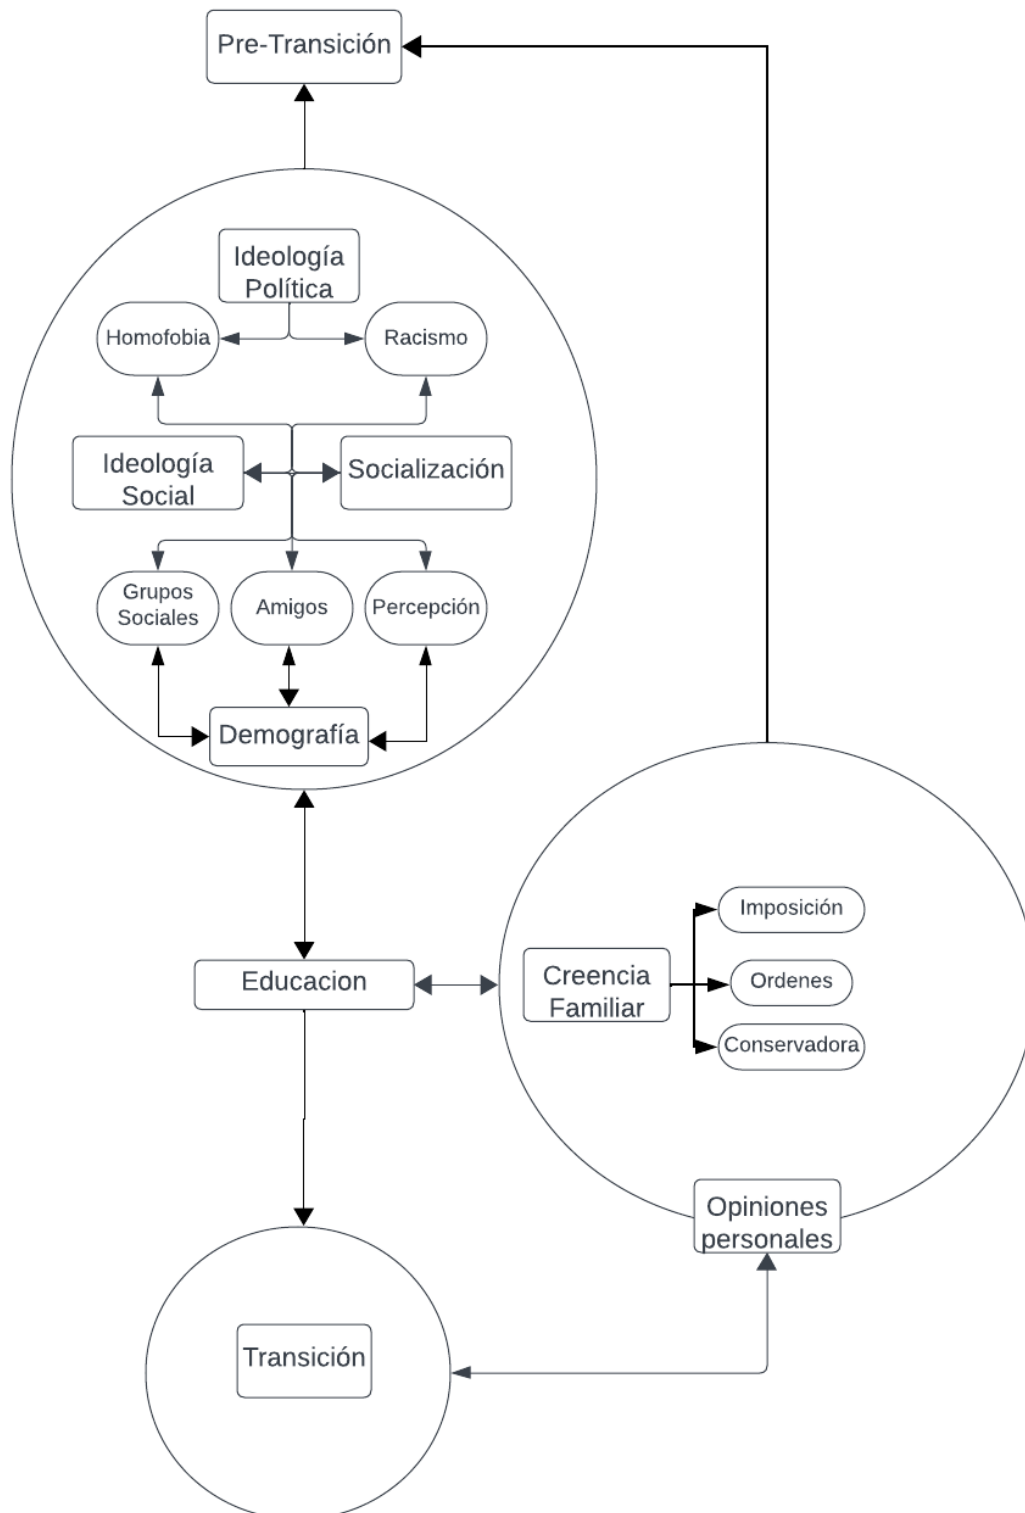 Pre-Transición
Ideología
Política
Homofobia
Racismo
Ideología
Social
Socialización
Grupos
Sociales
Amigos
Percepción
Demografía
Imposición
Educacion
Creencia
Familiar
Ordenes
Conservadora
Opiniones
personales
Transición